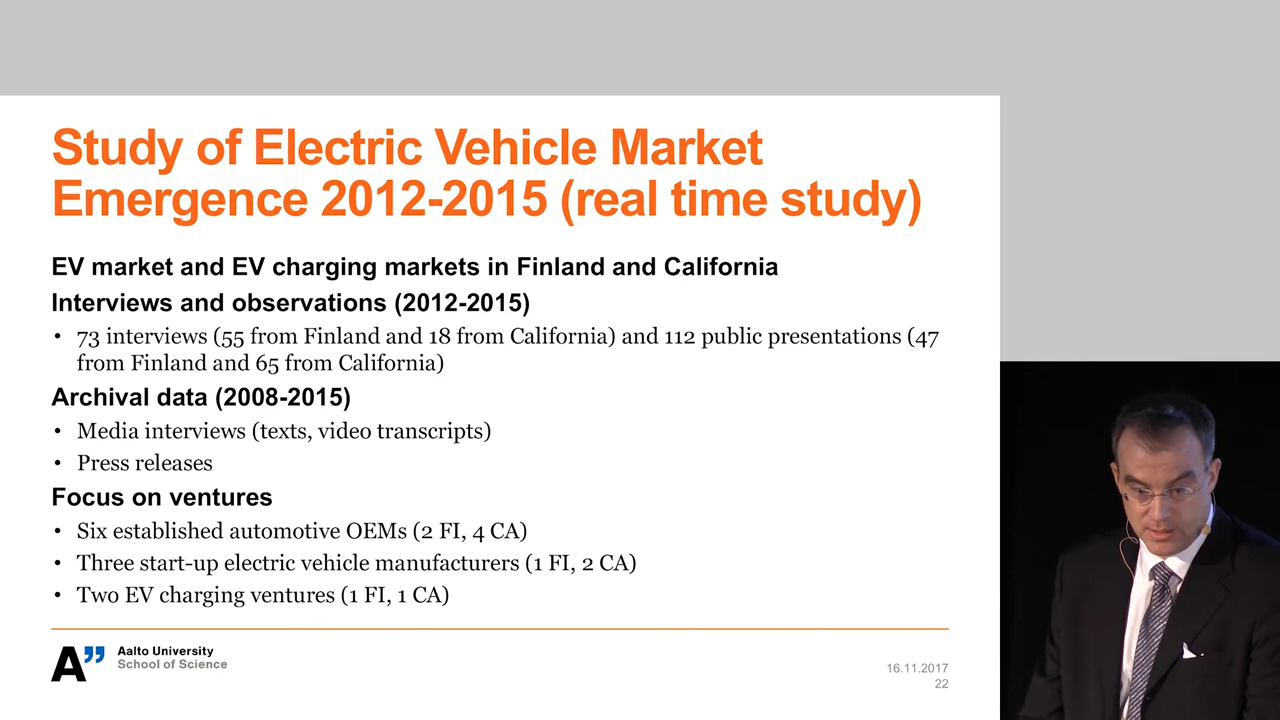 Study of Electric Vehicle Market
Emergence 2012-2015 (real time study)
EV market and EV charging markets in Finland and California
Interviews and observations (2012-2015)
• 73 interviews (55 from Finland and 18 from California) and 112 public presentations (47
from Finland and 65 from California)
Archival data (2008-2015)
• Media interviews (texts, video transcripts)
• Press releases
Focus on ventures
• Six established automotive OEMs (2 FI, 4 CA)
• Three start-up electric vehicle manufacturers (1 FI, 2 CA)
• Two EV charging ventures (1 FI, 1 CA)
A”
Aalto University
School of Science
16.11.2017
22